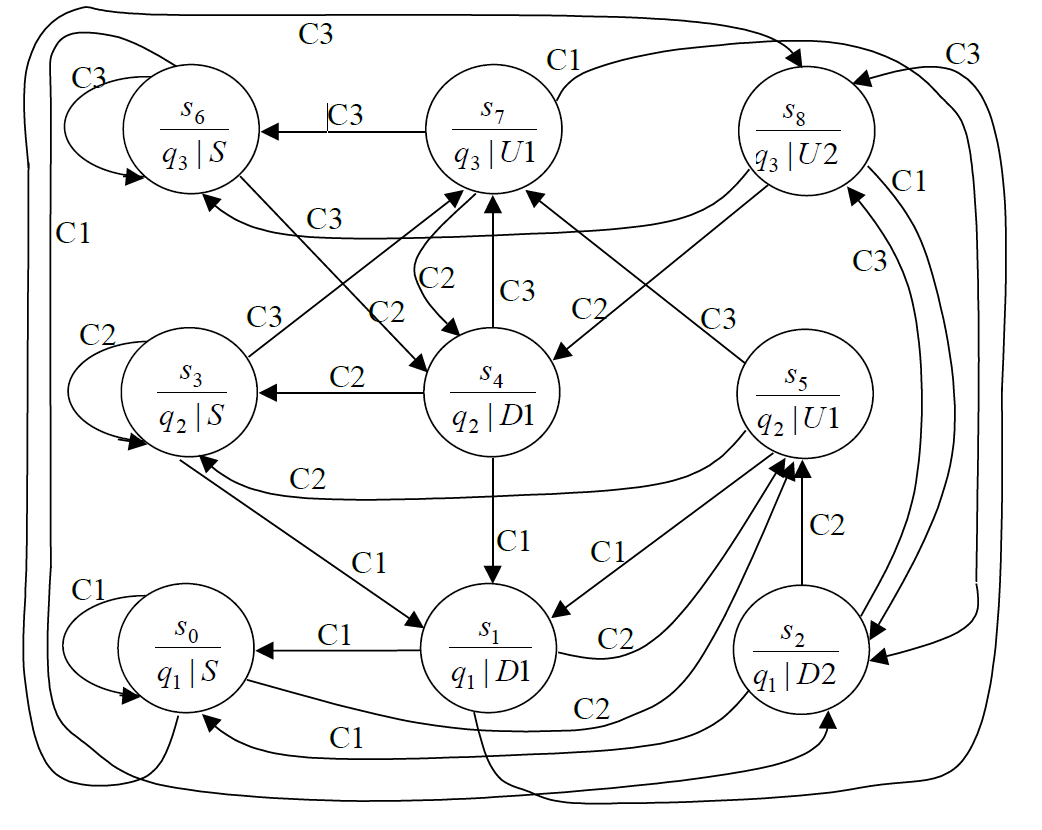 C3
C3
C1
C3
s6
q3 | S
C3
s7
q3 | U1
s8
q3 | U2
C1
C1
C3
C3
C2
C3
C2
C2
C3
C3
C2
s3
q2 | S
C2
s4
q2 | D1
s5
q2 | U1
C2
C1
C1
C1
C2
C1
s0
q1 | S
C1
s1
q1 | D1
C2
s2
q1 | D2
C2
C1